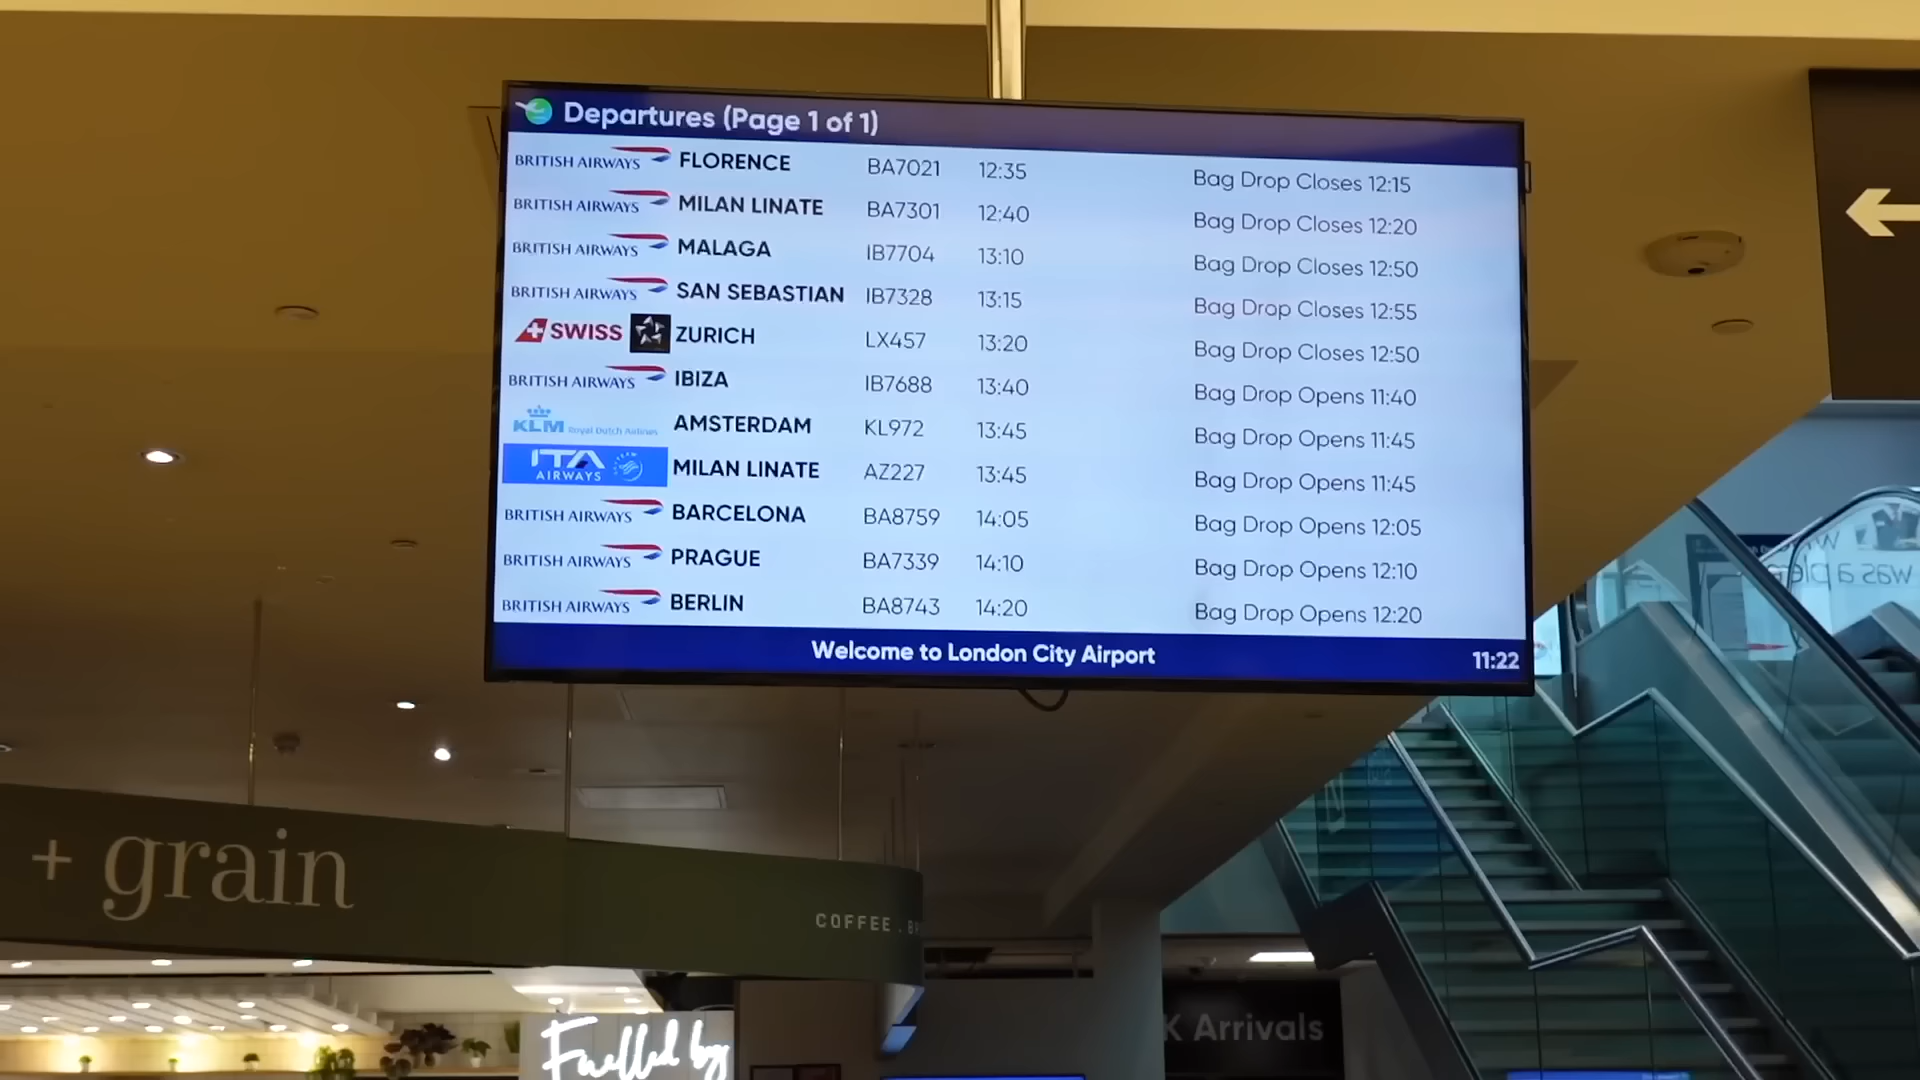 Departures (Page 1 of 1)
BRITISH AIRWAYS FLORENCE BA7021 12:35 Bag Drop Closes 12:15
BRITISH AIRWAYS MILAN LINATE BA7301 12:40 Bag Drop Closes 12:20
BRITISH AIRWAYS MALAGA IB7704 13:10 Bag Drop Closes 12:50
BRITISH AIRWAYS SAN SEBASTIAN IB7328 13:15 Bag Drop Closes 12:55
SWISS ZURICH LX457 13:20 Bag Drop Closes 12:50
BRITISH AIRWAYS IBIZA IB7688 13:40 Bag Drop Opens 11:40
KLM Royal Dutch Airlines AMSTERDAM KL972 13:45 Bag Drop Opens 11:45
ITA AIRWAYS MILAN LINATE AZ227 13:45 Bag Drop Opens 11:45
BRITISH AIRWAYS BARCELONA BA8759 14:05 Bag Drop Opens 12:05
BRITISH AIRWAYS PRAGUE BA7339 14:10 Bag Drop Opens 12:10
BRITISH AIRWAYS BERLIN BA8743 14:20 Bag Drop Opens 12:20
Welcome to London City Airport 11:22
was a ple
+ grain
COFFEE .
K Arrivals
Fuelled by